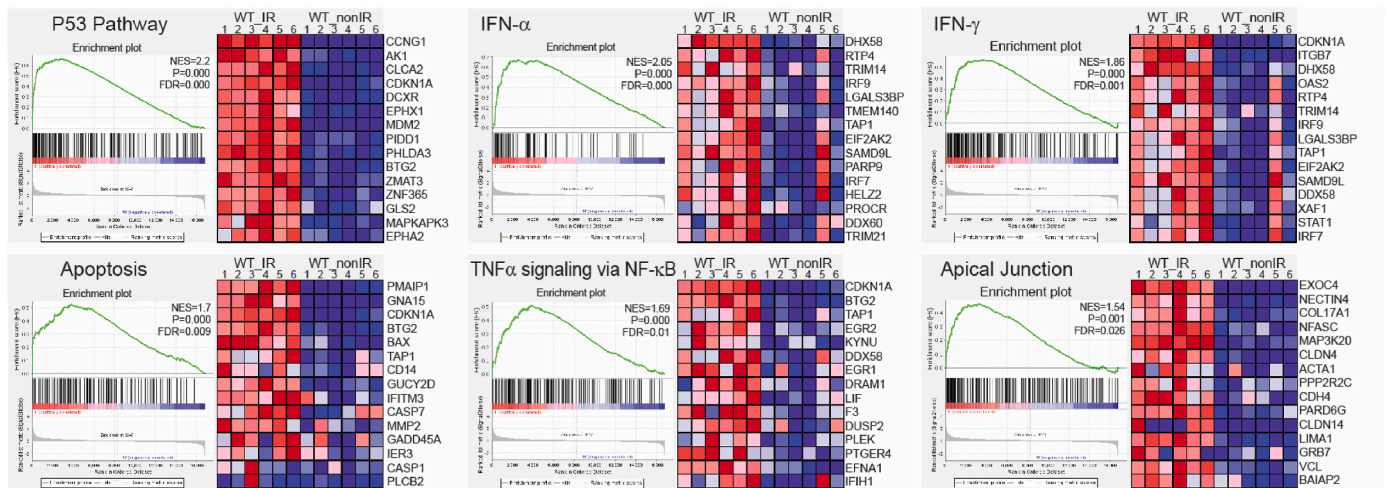 P53 Pathway
WT_IR WT_nonIR
1 2 3 4 5 6 1 2 3 4 5 6
Enrichment plot
NES=2.2
P=0.000
FDR=0.000
CCNG1
AK1
CLCA2
CDKN1A
DCXR
EPHX1
MDM2
PIDD1
PHLDA3
BTG2
ZMAT3
ZNF365
GLS2
MAPKAPK3
EPHA2
IFN-α
WT_IR WT_nonIR
1 2 3 4 5 6 1 2 3 4 5 6
Enrichment plot
NES=2.05
P=0.000
FDR=0.000
DHX58
RTP4
TRIM14
IRF9
LGALS3BP
TMEM140
TAP1
EIF2AK2
SAMD9L
PARP9
IRF7
HELZ2
PROCR
DDX60
TRIM21
IFN-γ
WT_IR WT_nonIR
1 2 3 4 5 6 1 2 3 4 5 6
Enrichment plot
NES=1.86
P=0.000
FDR=0.001
CDKN1A
ITGB7
DHX58
OAS2
RTP4
TRIM14
IRF9
LGALS3BP
TAP1
EIF2AK2
SAMD9L
DDX58
XAF1
STAT1
IRF7
Apoptosis
WT_IR WT_nonIR
1 2 3 4 5 6 1 2 3 4 5 6
Enrichment plot
NES=1.7
P=0.000
FDR=0.009
PMAIP1
GNA15
CDKN1A
BTG2
BAX
TAP1
CD14
GUCY2D
IFITM3
CASP7
MMP2
GADD45A
IER3
CASP1
PLCB2
TNFα signaling via NF-κB
WT_IR WT_nonIR
1 2 3 4 5 6 1 2 3 4 5 6
Enrichment plot
NES=1.69
P=0.000
FDR=0.01
CDKN1A
BTG2
TAP1
EGR2
KYNU
DDX58
EGR1
DRAM1
LIF
F3
DUSP2
PLEK
PTGER4
EFNA1
IFIH1
Apical Junction
WT_IR WT_nonIR
1 2 3 4 5 6 1 2 3 4 5 6
Enrichment plot
NES=1.54
P=0.001
FDR=0.026
EXOC4
NECTIN4
COL17A1
NFASC
MAP3K20
CLDN4
ACTA1
PPP2R2C
CDH4
PARD6G
CLDN14
LIMA1
GRB7
VCL
BAIAP2